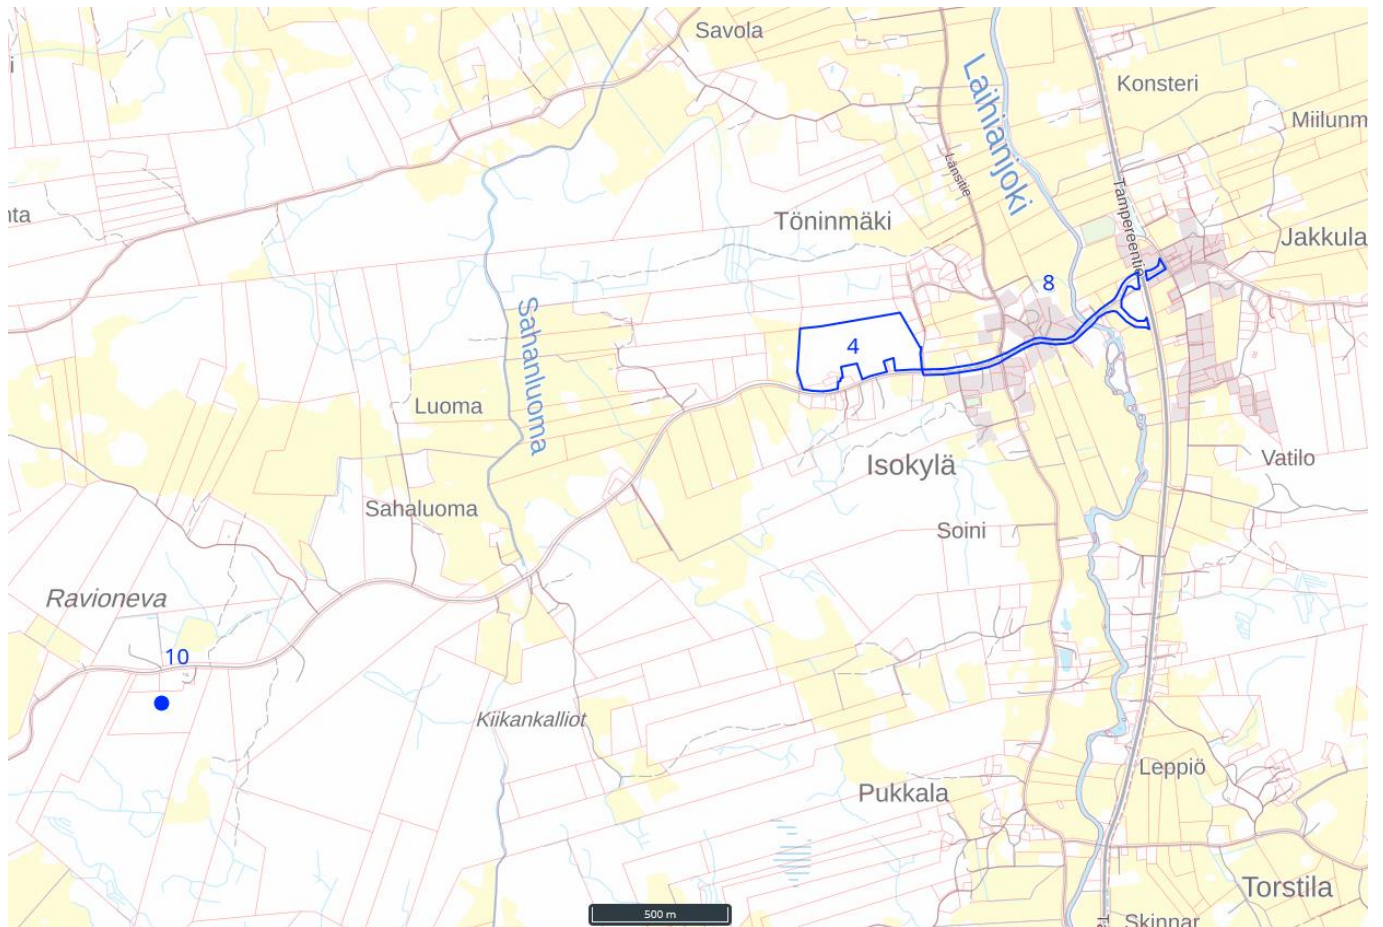 Savola
Konsteri
Laihianjoki
Miilunm
Länsitie
Tampereentie
Töninmäki
Jakkula
8
Sahanluoma
4
Luoma
Isokylä
Vatilo
Sahaluoma
Soini
Ravioneva
10
Kiikankalliot
Leppiö
Pukkala
Torstila
500 m
Skinnar